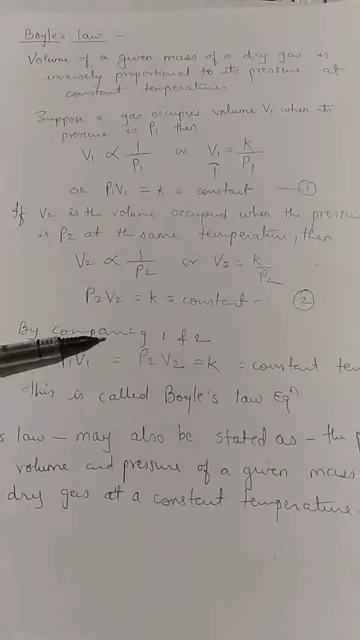 Boyle's law -
Volume of a given mass of a dry gas is
inversely proportional to its pressure at
constant temperature.
Suppose a gas occupies volume V₁ when its
pressure is P₁ then
V₁ ∝ 1/P₁ or V₁ = K/P₁
or P₁V₁ = K = constant — ①
If V₂ is the volume occupied when the pressure
is P₂ at the same temperature, then
V₂ ∝ 1/P₂ or V₂ = K/P₂
P₂V₂ = k = constant - ②
By comparing 1 & 2
V₁ = P₂V₂ = K = constant
This is called Boyle's law Eqⁿ
law - may also be stated as - the
volume and pressure of a given mass
dry gas at a constant temperature.